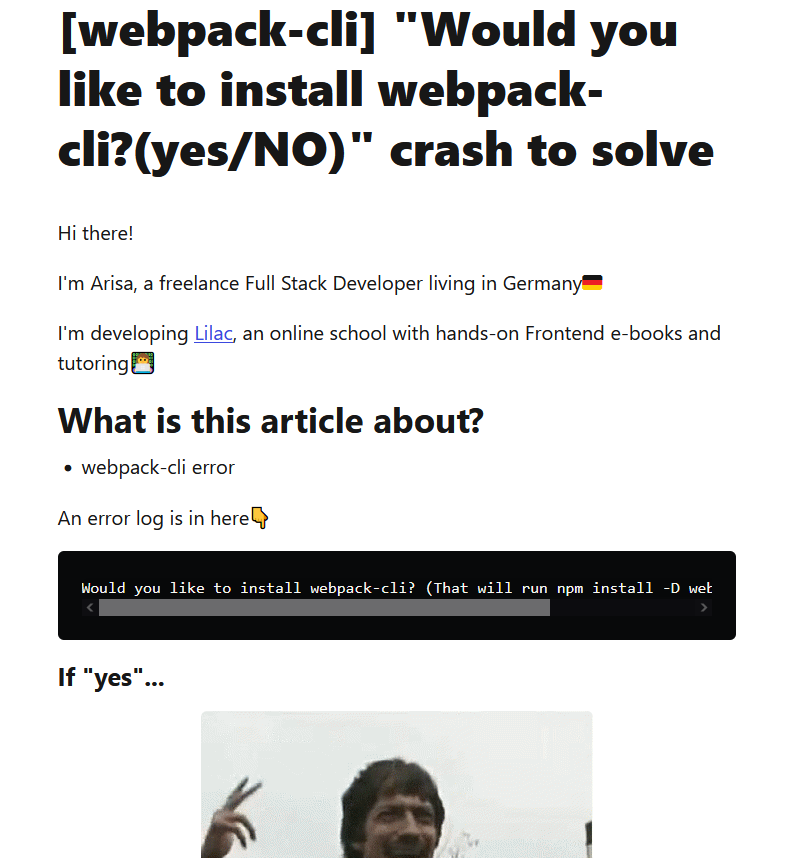 [webpack-cli] "Would you
like to install webpack-
cli?(yes/NO)" crash to solve
Hi there!
I'm Arisa, a freelance Full Stack Developer living in Germany🇩🇪
I'm developing Lilac, an online school with hands-on Frontend e-books and
tutoring👩‍💻
What is this article about?
• webpack-cli error
An error log is in here👇
Would you like to install webpack-cli? (That will run npm install -D web
If "yes"...